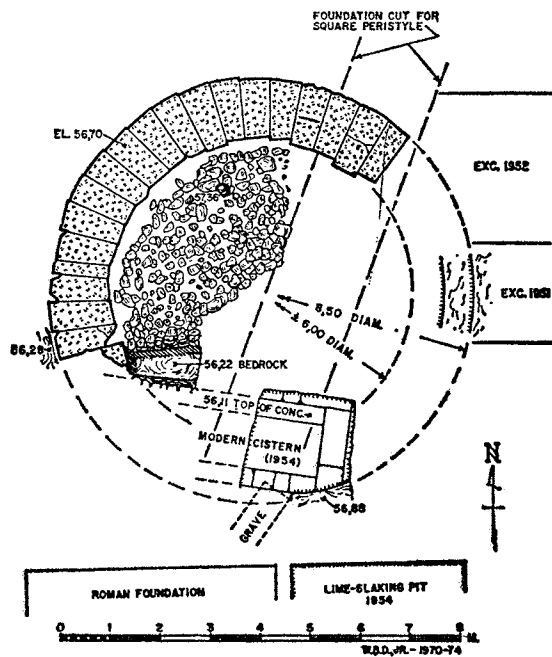 FOUNDATION CUT FOR
SQUARE PERISTYLE
EL. 56,70
EXC. 1952
57,36
EXC. 1951
8,50 DIAM.
± 6,00 DIAM.
56,22 BEDROCK
56,11 TOP OF CONC.
MODERN CISTERN
(1954)
56,88
GRAVE
N
ROMAN FOUNDATION
LIME-SLAKING PIT
1954
0 1 2 3 4 5 6 7 8 M.
W.B.D., JR. - 1970-74